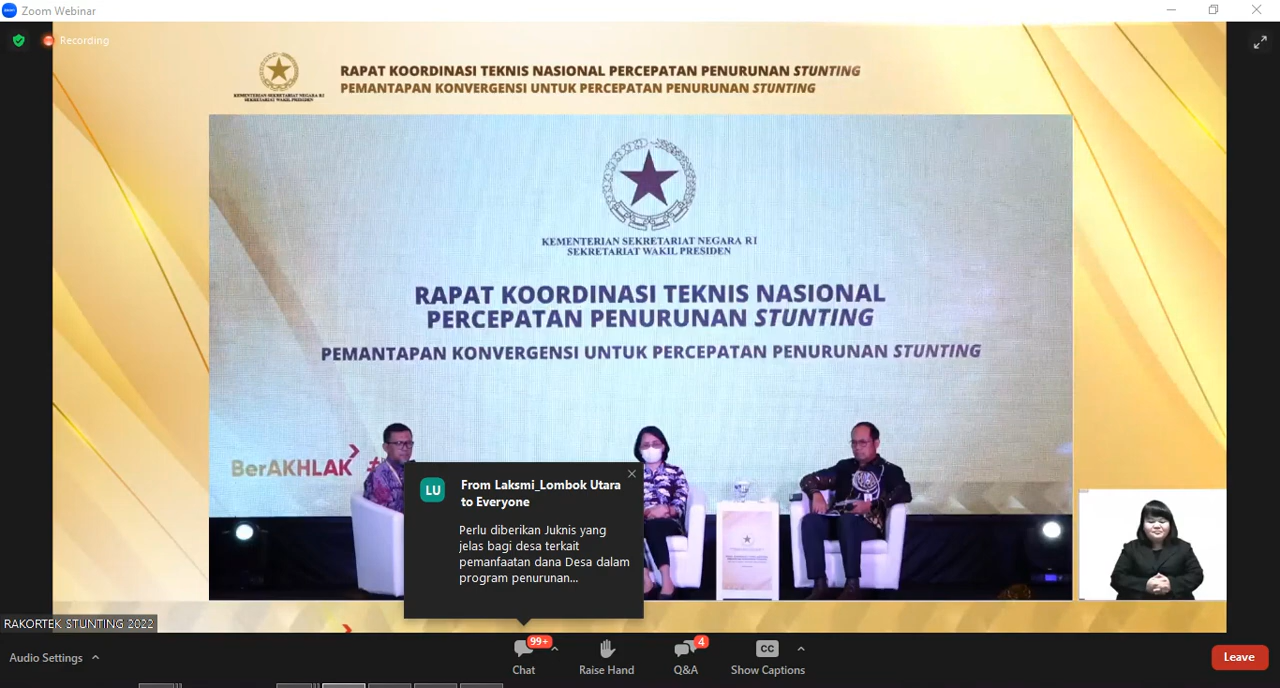 Zoom Webinar
Recording
KEMENTERIAN SEKRETARIAT NEGARA RI
SEKRETARIAT WAKIL PRESIDEN
RAPAT KOORDINASI TEKNIS NASIONAL PERCEPATAN PENURUNAN STUNTING
PEMANTAPAN KONVERGENSI UNTUK PERCEPATAN PENURUNAN STUNTING
KEMENTERIAN SEKRETARIAT NEGARA RI
SEKRETARIAT WAKIL PRESIDEN
RAPAT KOORDINASI TEKNIS NASIONAL
PERCEPATAN PENURUNAN STUNTING
PEMANTAPAN KONVERGENSI UNTUK PERCEPATAN PENURUNAN STUNTING
BerAKHLAK #
LU
From Laksmi_Lombok Utara
to Everyone
Perlu diberikan Juknis yang
jelas bagi desa terkait
pemanfaatan dana Desa dalam
program penurunan...
RAKORTEK STUNTING 2022
Audio Settings
99+
4
CC
Chat
Raise Hand
Q&A
Show Captions
Leave